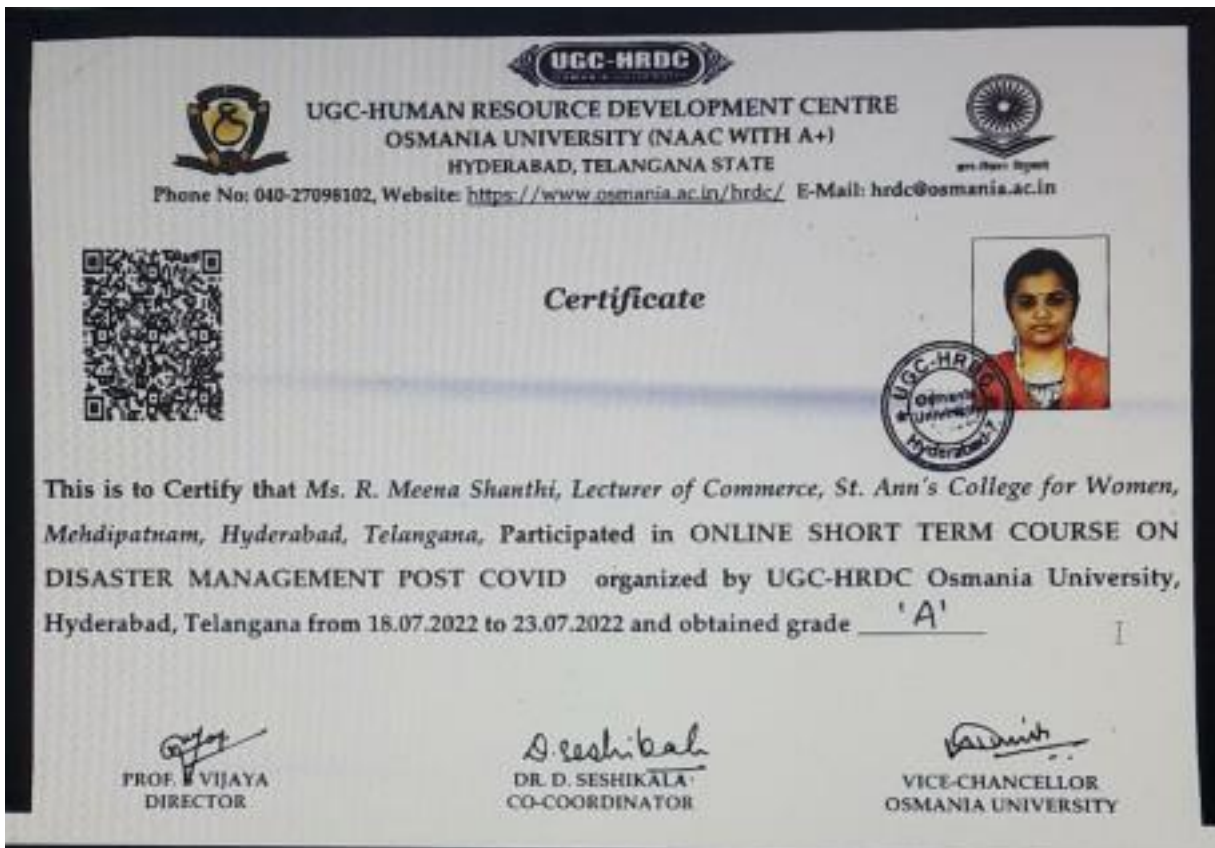 UGC-HRDC
UGC-HUMAN RESOURCE DEVELOPMENT CENTRE
OSMANIA UNIVERSITY (NAAC WITH A+)
HYDERABAD, TELANGANA STATE
Phone No: 040-27098102, Website: https://www.osmania.ac.in/hrdc/ E-Mail: hrdc@osmania.ac.in
Certificate
UGC-HRDC
Osmania
University
Hyderabad-7
This is to Certify that Ms. R. Meena Shanthi, Lecturer of Commerce, St. Ann's College for Women,
Mehdipatnam, Hyderabad, Telangana, Participated in ONLINE SHORT TERM COURSE ON
DISASTER MANAGEMENT POST COVID organized by UGC-HRDC Osmania University,
Hyderabad, Telangana from 18.07.2022 to 23.07.2022 and obtained grade 'A'
D. Seshikala
PROF. VIJAYA DR. D. SESHIKALA VICE-CHANCELLOR
DIRECTOR CO-COORDINATOR OSMANIA UNIVERSITY